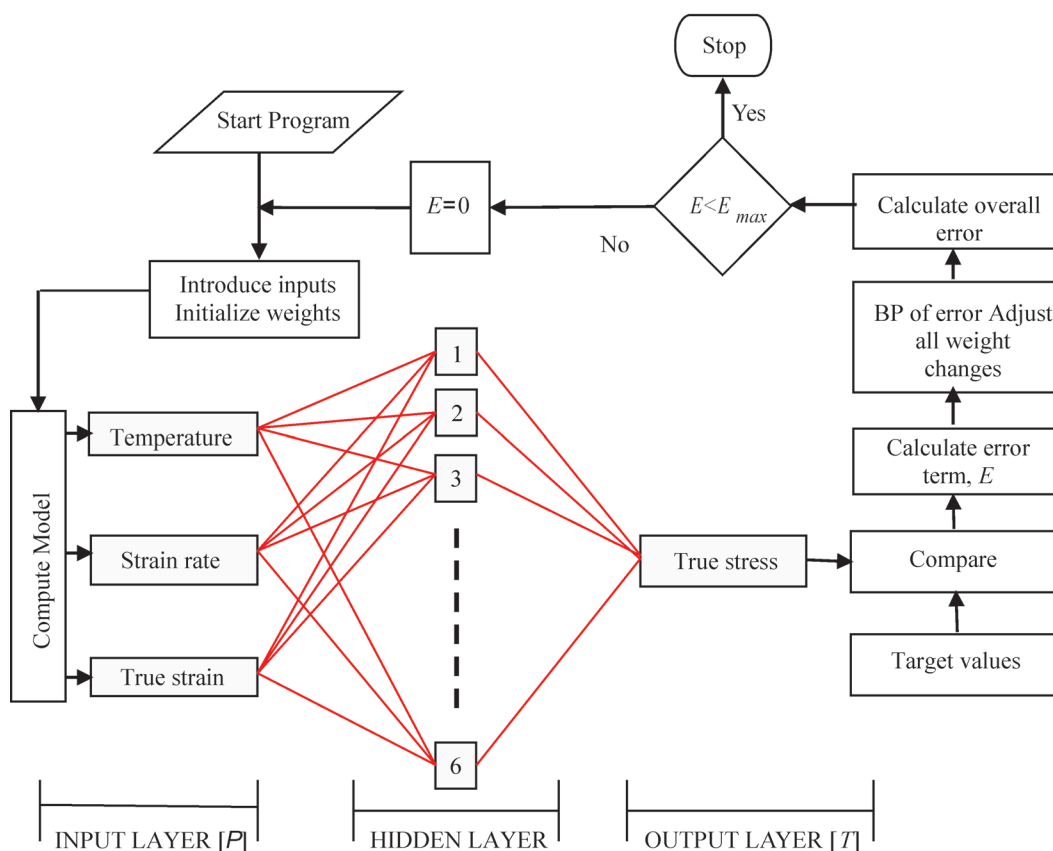 Stop
Yes
Start Program
E=0
E<E max
No
Calculate overall
error
Introduce inputs
Initialize weights
BP of error Adjust
all weight
changes
Compute Model
Temperature
Strain rate
True strain
1
2
3
6
True stress
Calculate error
term, E
Compare
Target values
INPUT LAYER [P]
HIDDEN LAYER
OUTPUT LAYER [T]